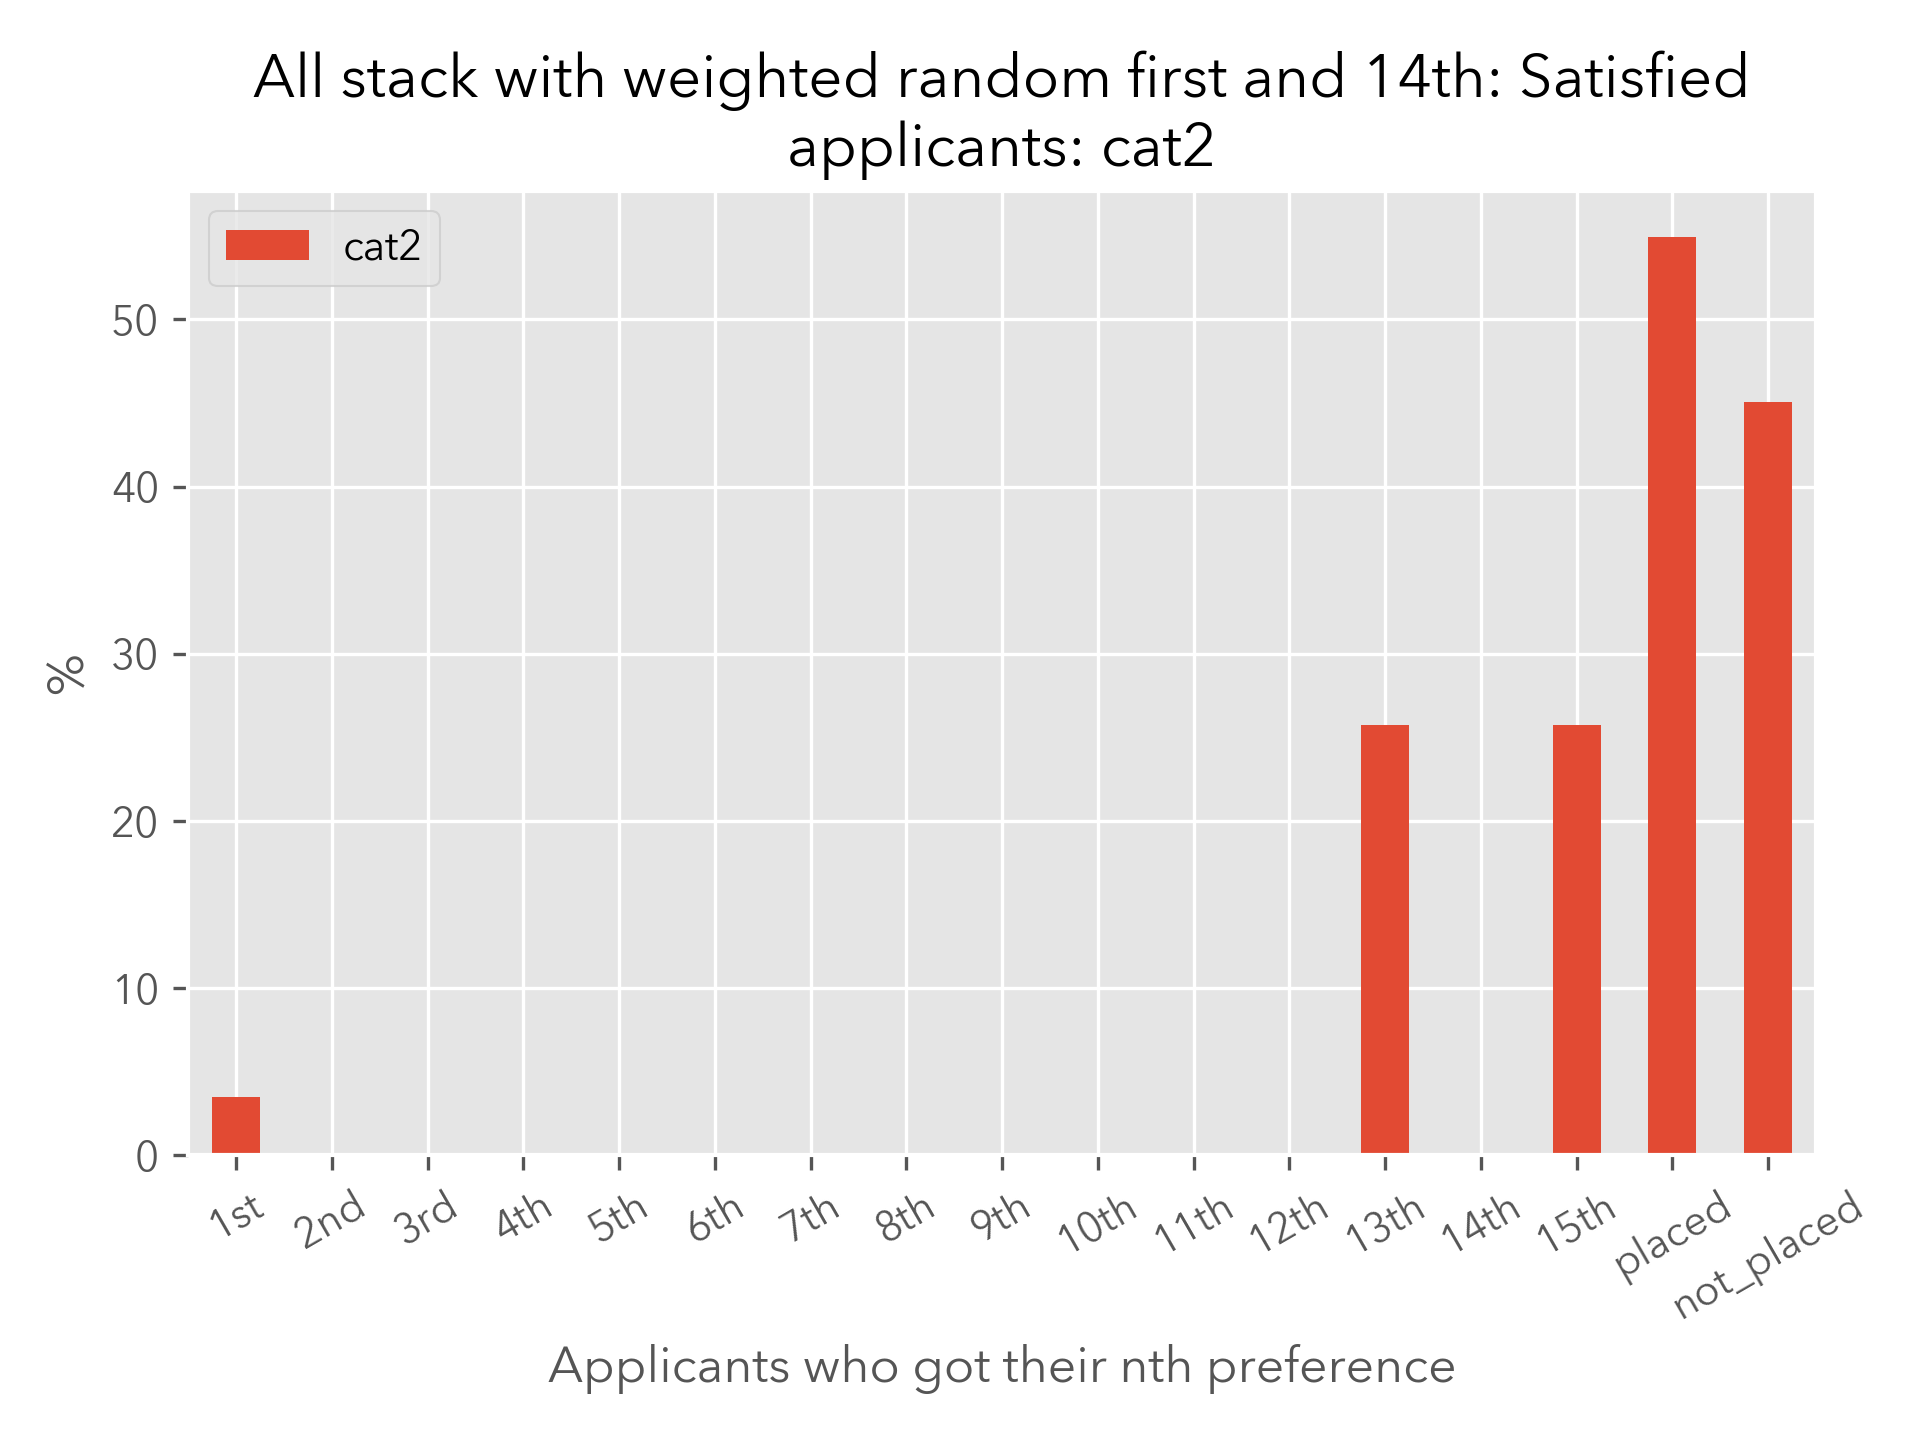 All stack with weighted random first and 14th: Satisfied
applicants: cat2
cat2
%
50
40
30
20
10
0
1st 2nd 3rd 4th 5th 6th 7th 8th 9th 10th 11th 12th 13th 14th 15th placed not_placed
Applicants who got their nth preference